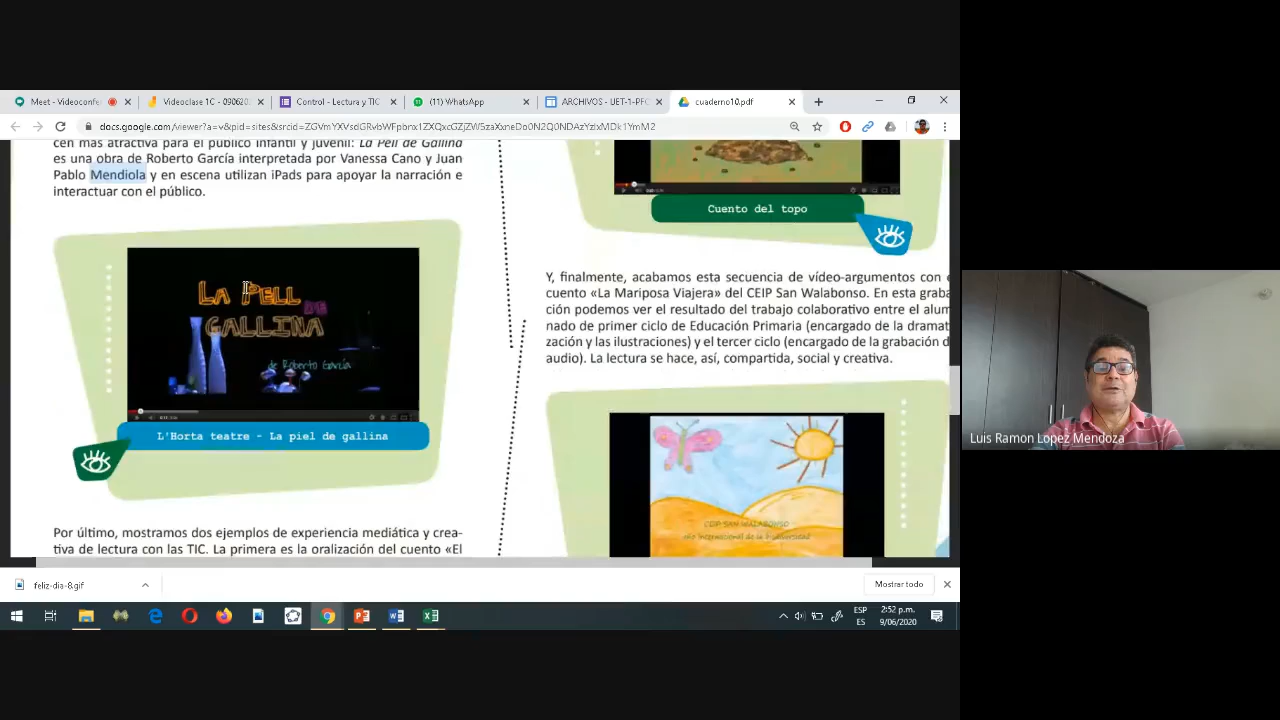 Meet - Videoconfe
Videoclase 1C - 090620
Control - Lectura y TIC
(11) WhatsApp
ARCHIVOS - UET-1-PFC
cuaderno10.pdf
cen más atractiva para el público infantil y juvenil: La Pell de Gallina
es una obra de Roberto García interpretada por Vanessa Cano y Juan
Pablo Mendiola y en escena utilizan iPads para apoyar la narración e
interactuar con el público.
LA PELL
DE
GALLINA
de Roberto García
L'Horta teatre - La piel de gallina
Por último, mostramos dos ejemplos de experiencia mediática y crea-
tiva de lectura con las TIC. La primera es la oralización del cuento «El
Cuento del topo
Y, finalmente, acabamos esta secuencia de vídeo-argumentos con e
cuento «La Mariposa Viajera» del CEIP San Walabonso. En esta graba
ción podemos ver el resultado del trabajo colaborativo entre el alum
nado de primer ciclo de Educación Primaria (encargado de la dramat
zación y las ilustraciones) y el tercer ciclo (encargado de la grabación d
audio). La lectura se hace, así, compartida, social y creativa.
CEIP SAN WALABONSO
año internacional de la biodiversidad
Luis Ramon Lopez Mendoza
feliz-dia-8.gif
Mostrar todo
ESP
ES
2:52 p.m.
9/06/2020